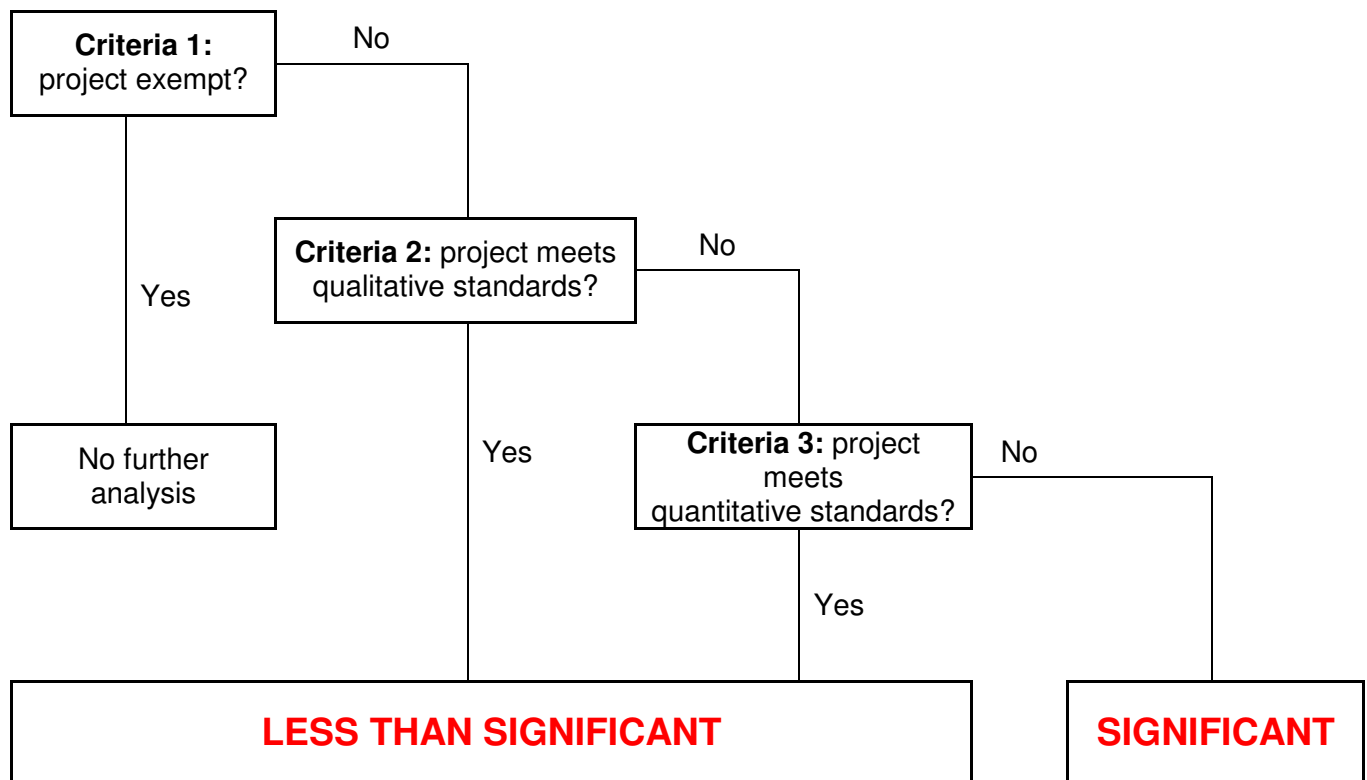 Criteria 1:
project exempt?
No
Criteria 2: project meets
qualitative standards?
No
Yes
No further
analysis
Yes
Criteria 3: project
meets
quantitative standards?
No
Yes
LESS THAN SIGNIFICANT
SIGNIFICANT